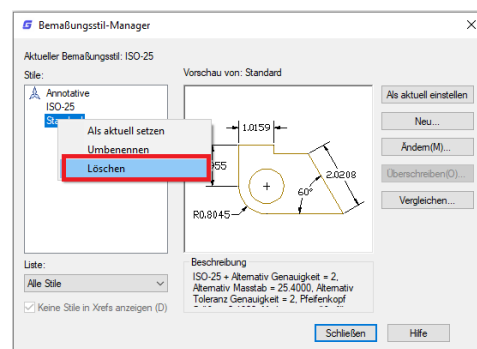 Bemaßungsstil-Manager
Aktueller Bemaßungsstil: ISO-25
Stile:
Annotative
ISO-25
Als aktuell setzen
Umbenennen
Löschen
Vorschau von: Standard
1.0159
955
2.0208
60°
R0.8045
Als aktuell einstellen
Neu...
Ändern(M)...
Überschreiben(O)...
Vergleichen...
Liste:
Alle Stile
Keine Stile in Xrefs anzeigen (D)
Beschreibung
ISO-25 + Alternativ Genauigkeit = 2,
Alternativ Masstab = 25.4000, Alternativ
Toleranz Genauigkeit = 2, Pfeifenkopf
Schließen
Hilfe